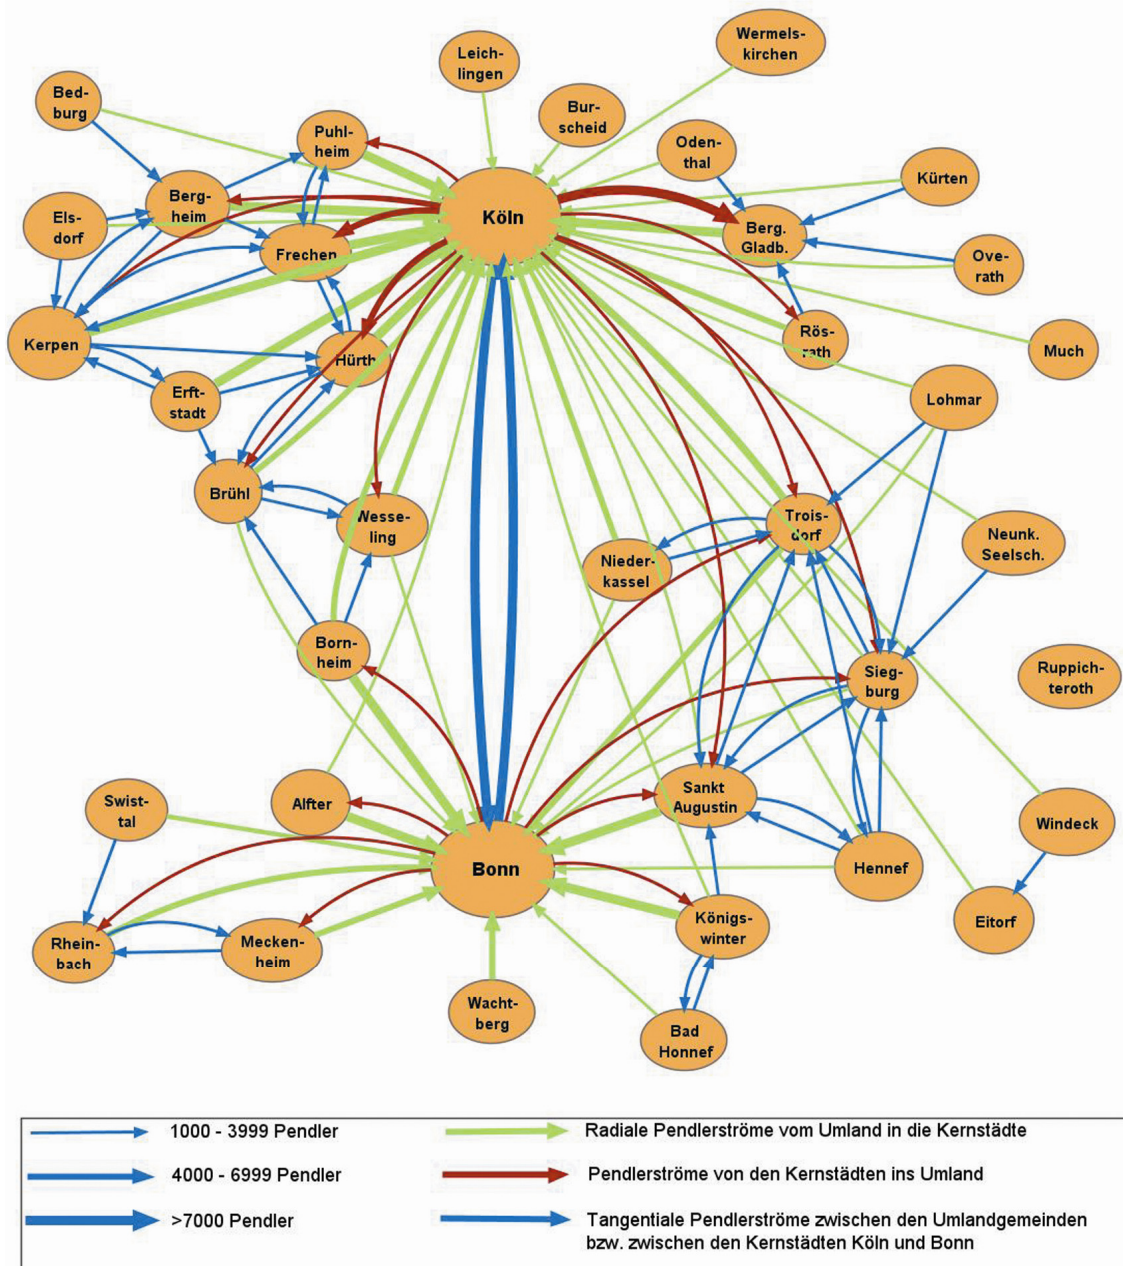 Leich-
lingen
Wermels-
kirchen
Bed-
burg
Bur-
scheid
Puhl-
heim
Oden-
thal
Kürten
Berg-
heim
Els-
dorf
Köln
Berg.
Gladb.
Frechen
Ove-
rath
Kerpen
Hürth
Rös-
rath
Much
Erft-
stadt
Lohmar
Brühl
Wesse-
ling
Trois-
dorf
Neunk.
Seelsch.
Nieder-
kassel
Born-
heim
Sieg-
burg
Ruppich-
teroth
Swist-
tal
Alfter
Sankt
Augustin
Windeck
Bonn
Hennef
Eitorf
Rhein-
bach
Mecken-
heim
Königs-
winter
Wacht-
berg
Bad
Honnef
1000 - 3999 Pendler
Radiale Pendlerströme vom Umland in die Kernstädte
4000 - 6999 Pendler
Pendlerströme von den Kernstädten ins Umland
>7000 Pendler
Tangentiale Pendlerströme zwischen den Umlandgemeinden
bzw. zwischen den Kernstädten Köln und Bonn